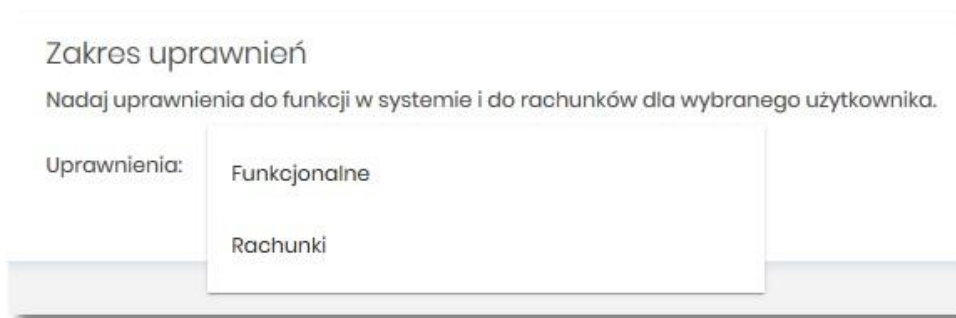 Zakres uprawnień
Nadaj uprawnienia do funkcji w systemie i do rachunków dla wybranego użytkownika.
Uprawnienia:
Funkcjonalne
Rachunki